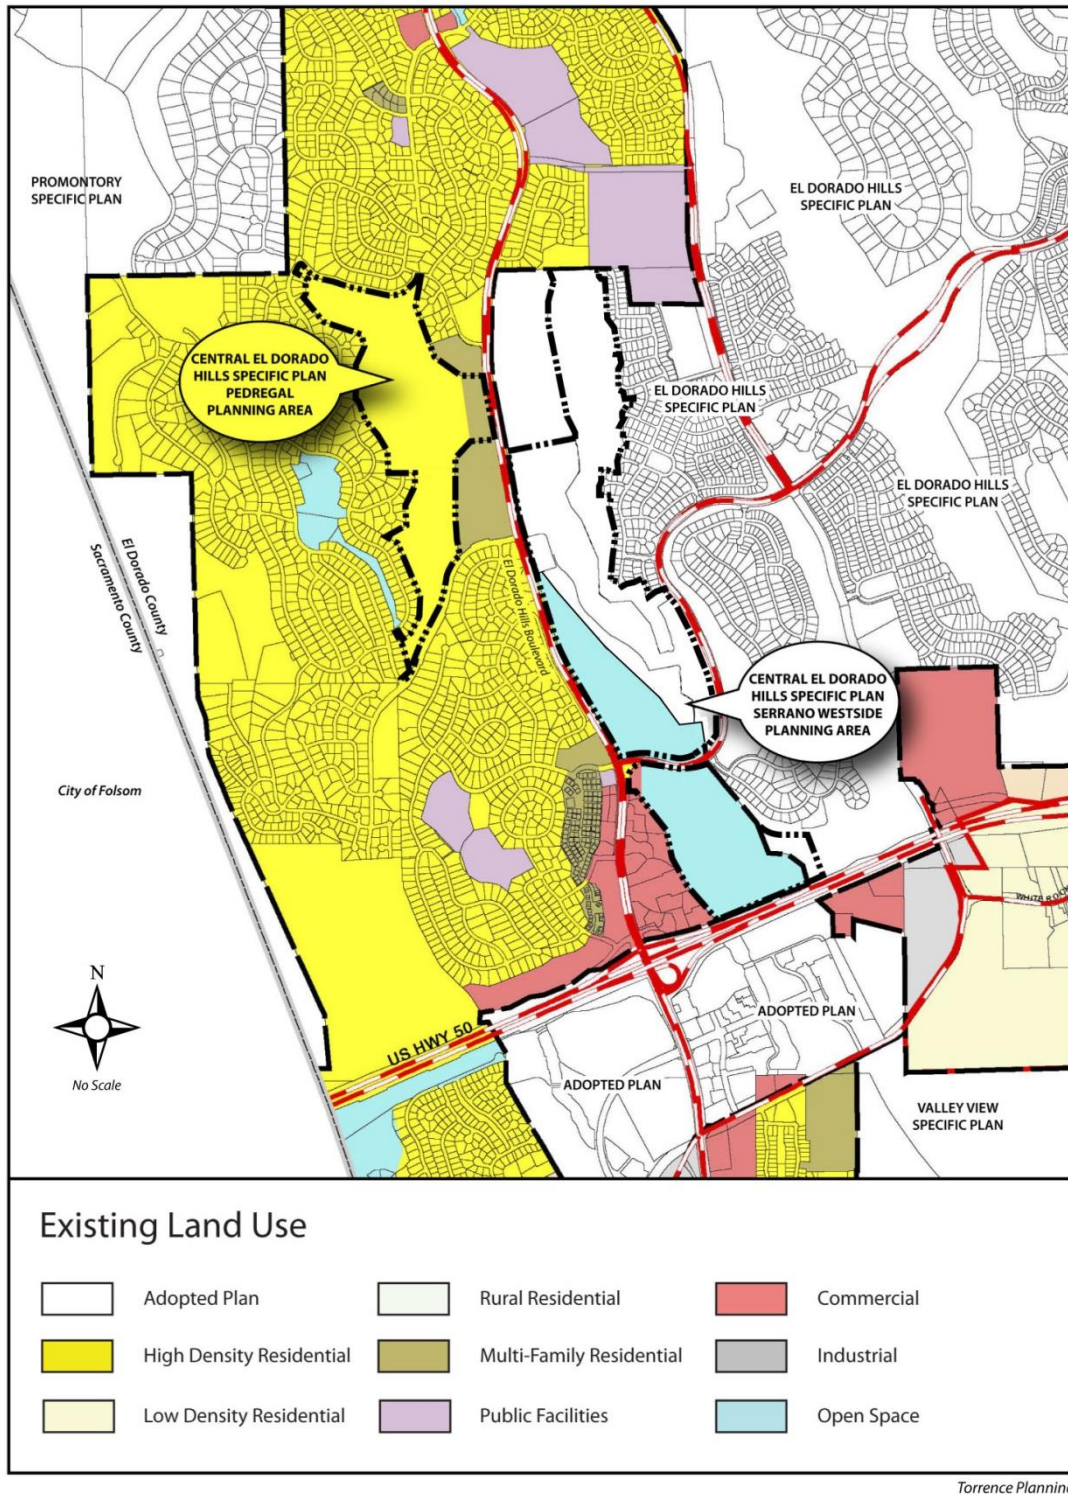 PROMONTORY
SPECIFIC PLAN
EL DORADO HILLS
SPECIFIC PLAN
CENTRAL EL DORADO
HILLS SPECIFIC PLAN
PEDREGAL
PLANNING AREA
EL DORADO HILLS
SPECIFIC PLAN
EL DORADO HILLS
SPECIFIC PLAN
El Dorado County
Sacramento County
El Dorado Hills Boulevard
CENTRAL EL DORADO
HILLS SPECIFIC PLAN
SERRANO WESTSIDE
PLANNING AREA
City of Folsom
WHITE ROCK
N
No Scale
US HWY 50
ADOPTED PLAN
ADOPTED PLAN
VALLEY VIEW
SPECIFIC PLAN
Existing Land Use
Adopted Plan
Rural Residential
Commercial
High Density Residential
Multi-Family Residential
Industrial
Low Density Residential
Public Facilities
Open Space
Torrence Planning